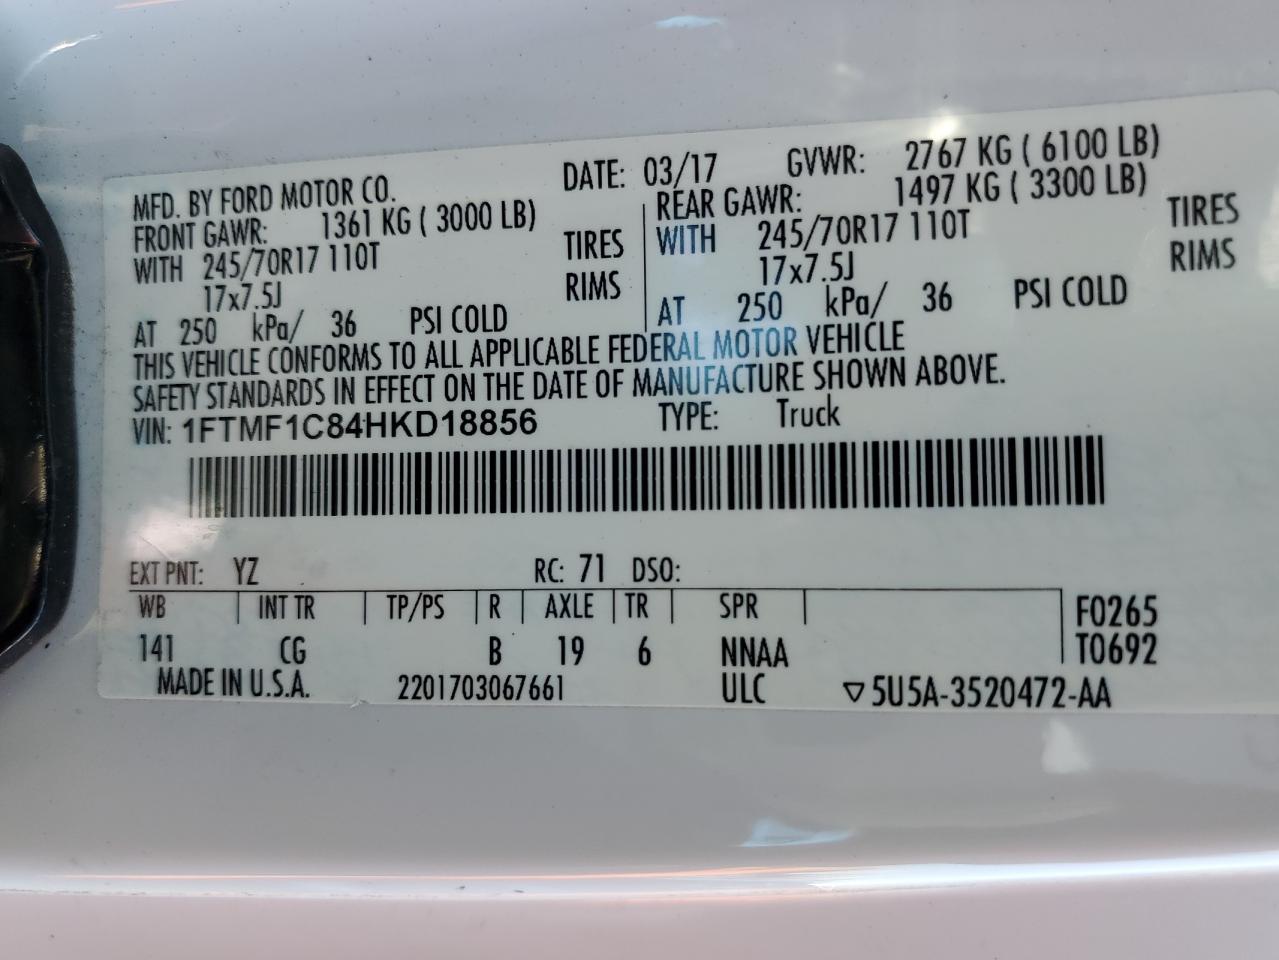 MFD. BY FORD MOTOR CO. DATE: 03/17 GVWR: 2767 KG ( 6100 LB)
FRONT GAWR: 1361 KG ( 3000 LB) REAR GAWR: 1497 KG ( 3300 LB)
WITH 245/70R17 110T TIRES WITH 245/70R17 110T TIRES
17x7.5J RIMS 17x7.5J RIMS
AT 250 kPa/ 36 PSI COLD AT 250 kPa/ 36 PSI COLD
THIS VEHICLE CONFORMS TO ALL APPLICABLE FEDERAL MOTOR VEHICLE
SAFETY STANDARDS IN EFFECT ON THE DATE OF MANUFACTURE SHOWN ABOVE.
VIN: 1FTMF1C84HKD18856 TYPE: Truck
EXT PNT: YZ RC: 71 DSO:
WB INT TR TP/PS R AXLE TR SPR F0265
141 CG B 19 6 NNAA T0692
MADE IN U.S.A. 2201703067661 ULC ▽5U5A-3520472-AA